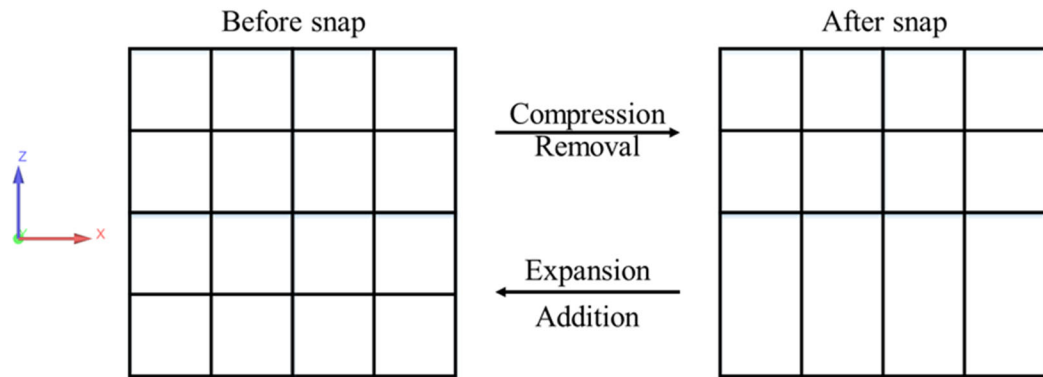 Before snap
After snap
Compression
Removal
Z
X
Expansion
Addition